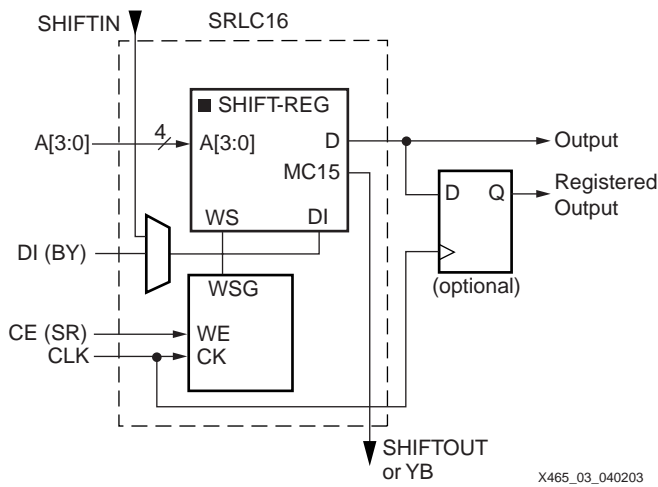 SHIFTIN
SRLC16
SHIFT-REG
A[3:0]
4
A[3:0]
D
MC15
Output
D
Q
Registered
Output
WS
DI
DI (BY)
WSG
(optional)
CE (SR)
WE
CLK
CK
SHIFTOUT
or YB
X465_03_040203